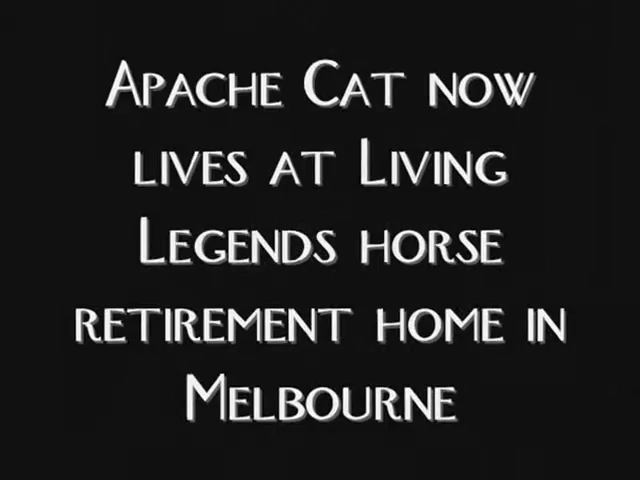 Apache Cat now
lives at Living
Legends horse
retirement home in
Melbourne